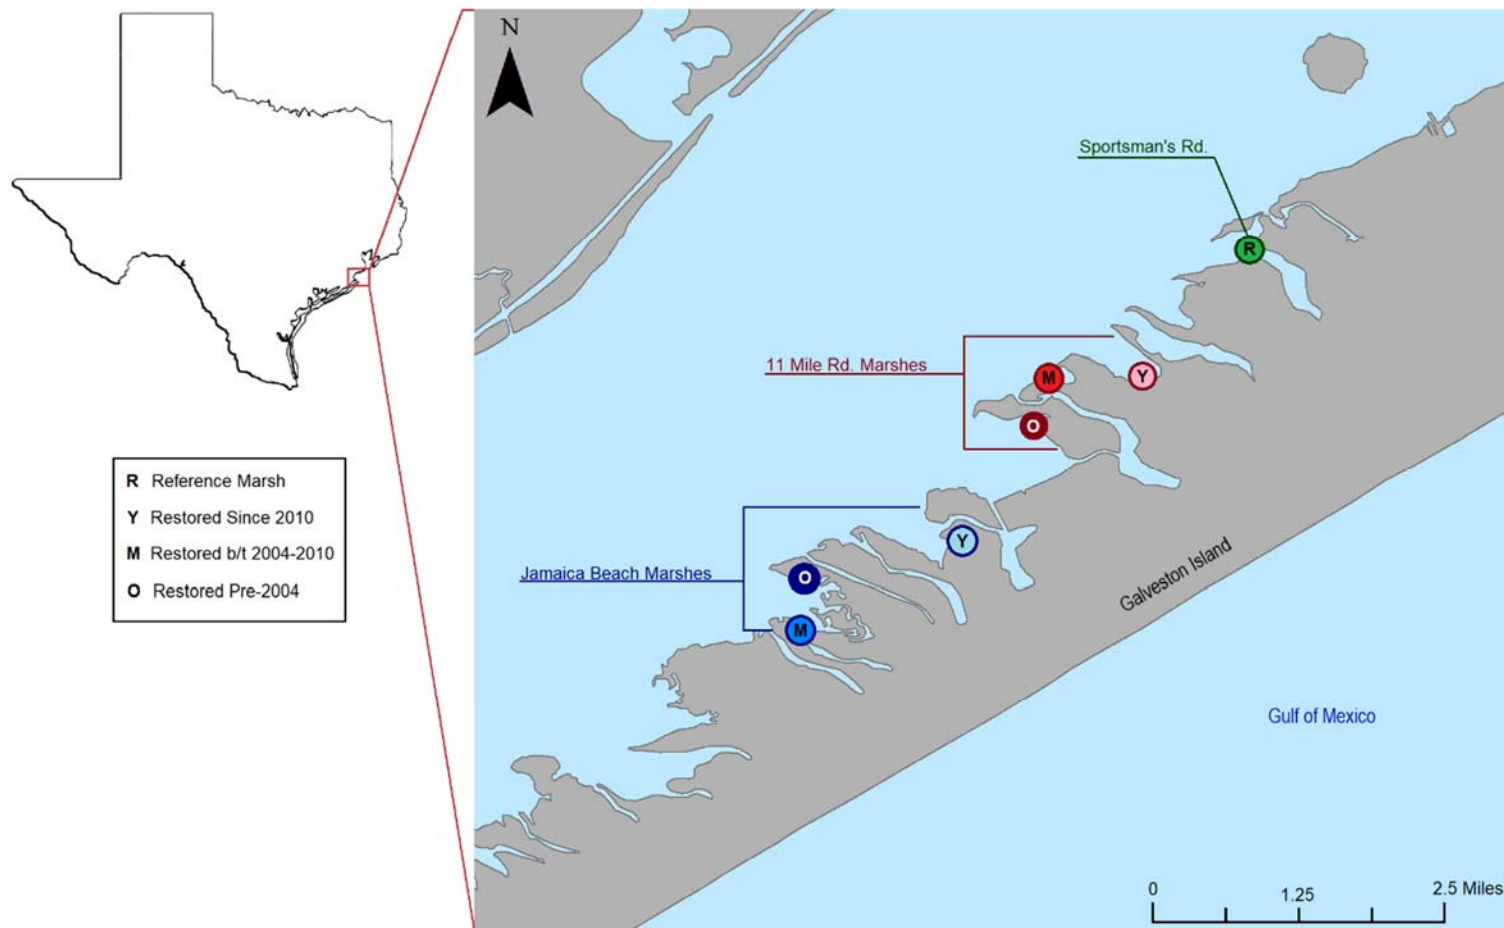 N
Sportsman's Rd.
R
11 Mile Rd. Marshes
M
Y
O
Jamaica Beach Marshes
Y
O
M
Galveston Island
Gulf of Mexico
R Reference Marsh
Y Restored Since 2010
M Restored b/t 2004-2010
O Restored Pre-2004
0 1.25 2.5 Miles